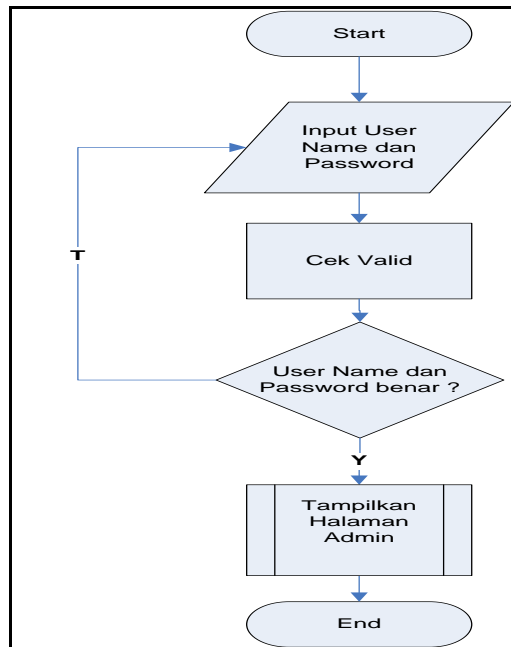 Start
Input User
Name dan
Password
T
Cek Valid
User Name dan
Password benar ?
Y
Tampilkan
Halaman
Admin
End